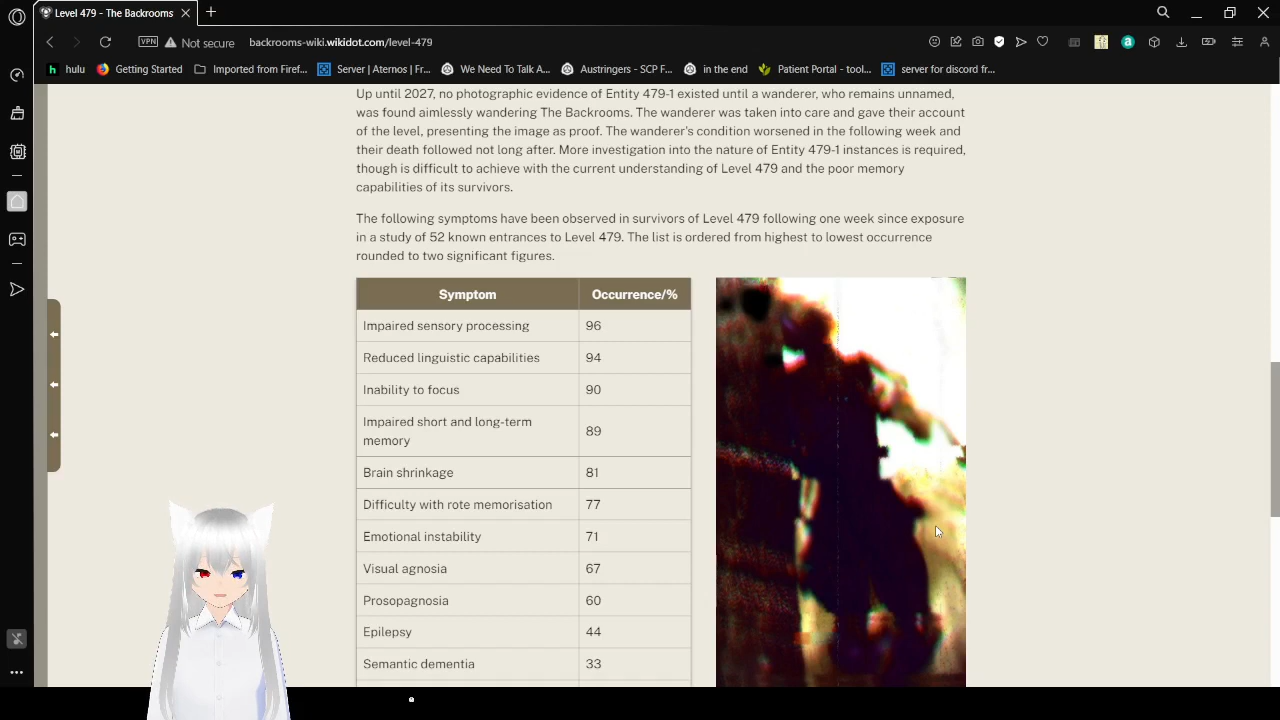 Level 479 - The Backrooms
VPN Not secure backrooms-wiki.wikidot.com/level-479
hulu Getting Started Imported from Firef... Server | Aternos | Fr... We Need To Talk A... Austringers - SCP F... in the end Patient Portal - tool... server for discord fr...
Up until 2027, no photographic evidence of Entity 479-1 existed until a wanderer, who remains unnamed,
was found aimlessly wandering The Backrooms. The wanderer was taken into care and gave their account
of the level, presenting the image as proof. The wanderer's condition worsened in the following week and
their death followed not long after. More investigation into the nature of Entity 479-1 instances is required,
though is difficult to achieve with the current understanding of Level 479 and the poor memory
capabilities of its survivors.
The following symptoms have been observed in survivors of Level 479 following one week since exposure
in a study of 52 known entrances to Level 479. The list is ordered from highest to lowest occurrence
rounded to two significant figures.
Symptom Occurrence/%
Impaired sensory processing 96
Reduced linguistic capabilities 94
Inability to focus 90
Impaired short and long-term
memory 89
Brain shrinkage 81
Difficulty with rote memorisation 77
Emotional instability 71
Visual agnosia 67
Prosopagnosia 60
Epilepsy 44
Semantic dementia 33